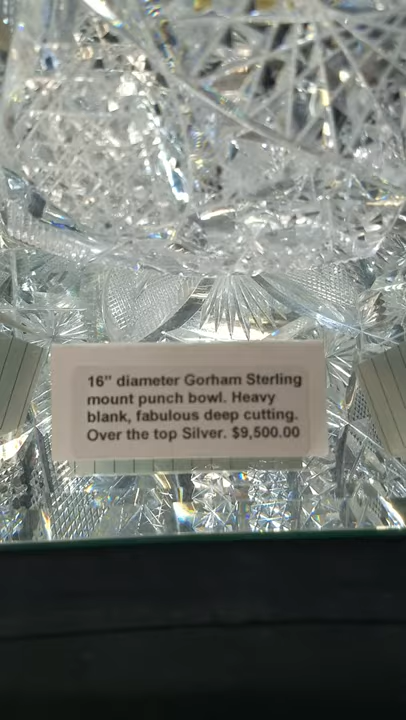 16" diameter Gorham Sterling
mount punch bowl. Heavy
blank, fabulous deep cutting.
Over the top Silver. $9,500.00